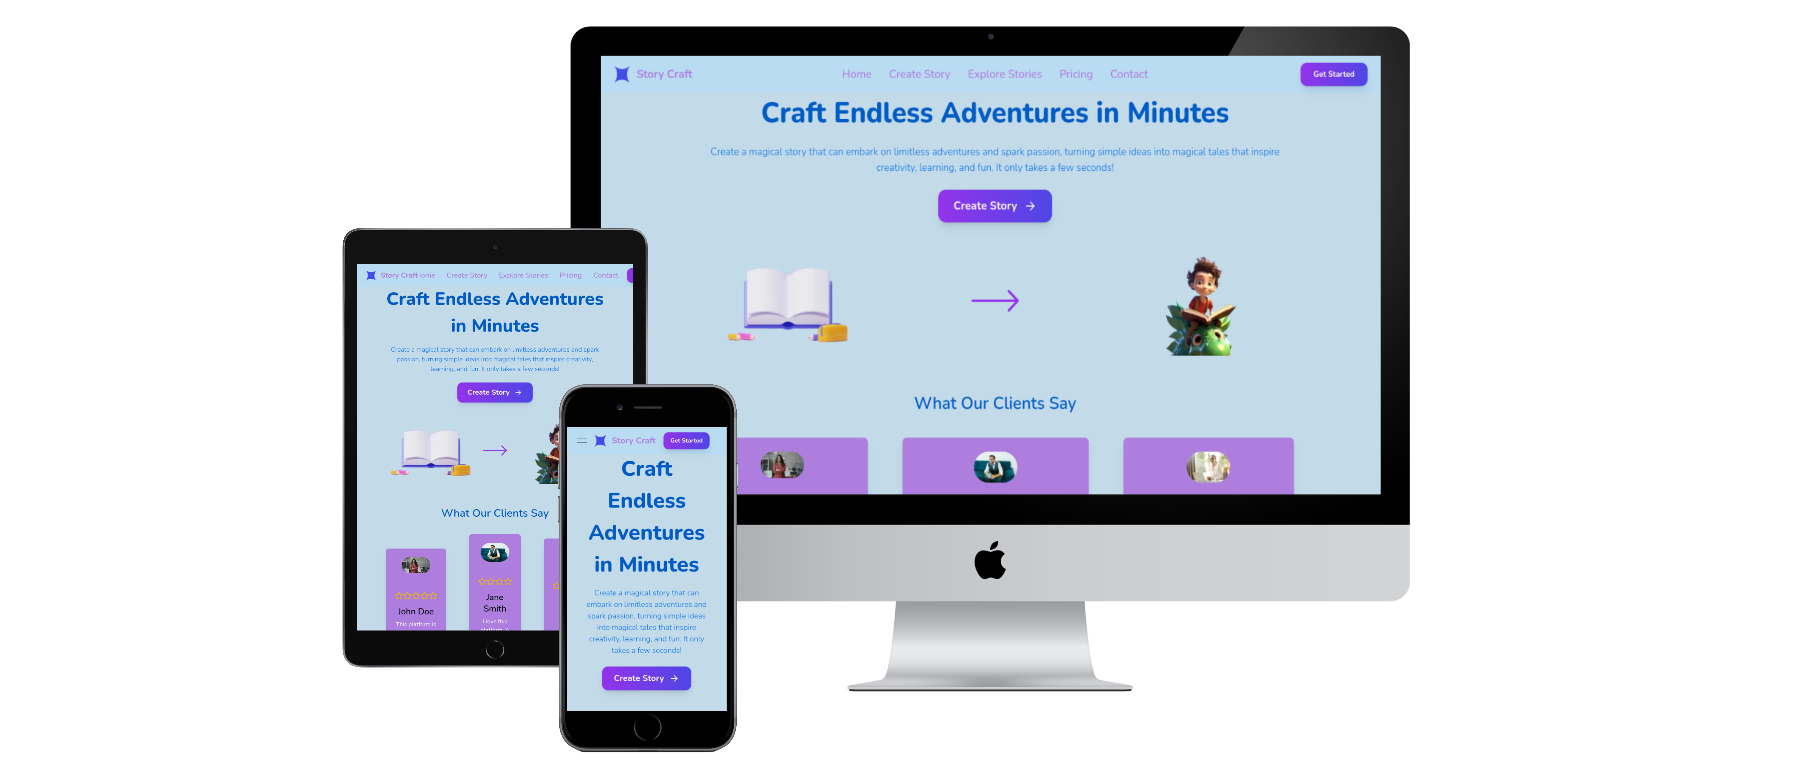 Story Craft
Home Create Story Explore Stories Pricing Contact
Get Started
Craft Endless Adventures in Minutes
Create a magical story that can embark on limitless adventures and spark passion, turning simple ideas into magical tales that inspire
creativity, learning, and fun. It only takes a few seconds!
Create Story
What Our Clients Say
Story Craft Home Create Story Explore Stories Pricing Contact
Craft Endless Adventures
in Minutes
Create a magical story that can embark on limitless adventures and spark
passion, turning simple ideas into magical tales that inspire creativity,
learning, and fun. It only takes a few seconds!
Create Story
What Our Clients Say
John Doe
This platform is
Jane
Smith
I love this
Story Craft
Get Started
Craft
Endless
Adventures
in Minutes
Create a magical story that can
embark on limitless adventures and
spark passion, turning simple ideas
into magical tales that inspire
creativity, learning, and fun. It only
takes a few seconds!
Create Story